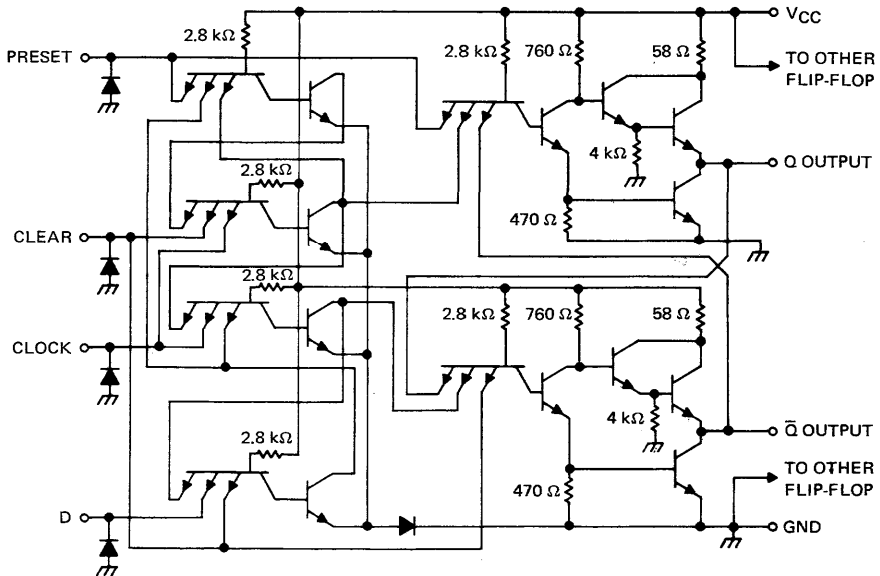 2.8 kΩ
VCC
PRESET
2.8 kΩ
760 Ω
58 Ω
TO OTHER
FLIP-FLOP
4 kΩ
Q OUTPUT
2.8 kΩ
470 Ω
CLEAR
2.8 kΩ
2.8 kΩ
760 Ω
58 Ω
CLOCK
4 kΩ
Q̅ OUTPUT
2.8 kΩ
TO OTHER
FLIP-FLOP
470 Ω
D
GND